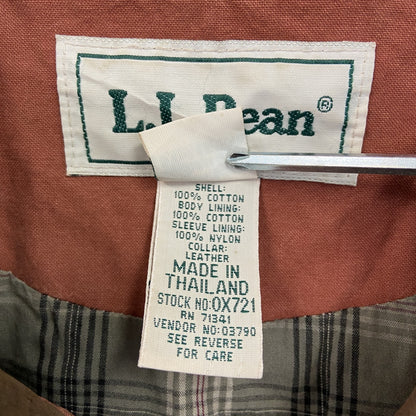 L.L.Bean®
SHELL:
100% COTTON
BODY LINING:
100% COTTON
SLEEVE LINING:
100% NYLON
COLLAR:
LEATHER
MADE IN
THAILAND
STOCK NO:0X721
RN 71341
VENDOR NO:03790
SEE REVERSE
FOR CARE